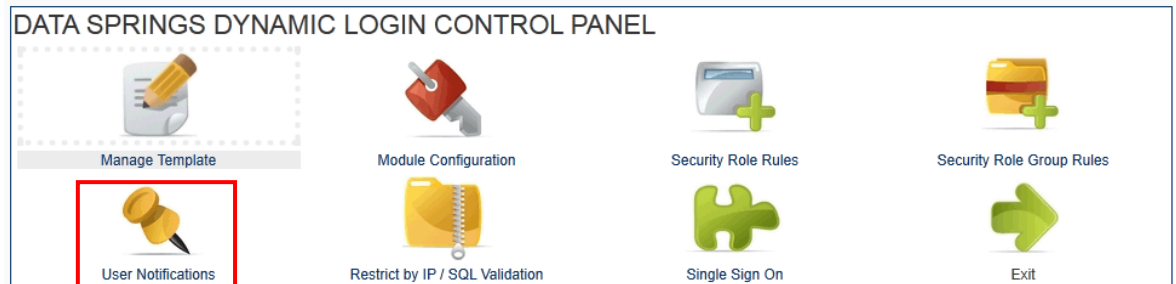 DATA SPRINGS DYNAMIC LOGIN CONTROL PANEL
Manage Template
Module Configuration
Security Role Rules
Security Role Group Rules
User Notifications
Restrict by IP / SQL Validation
Single Sign On
Exit